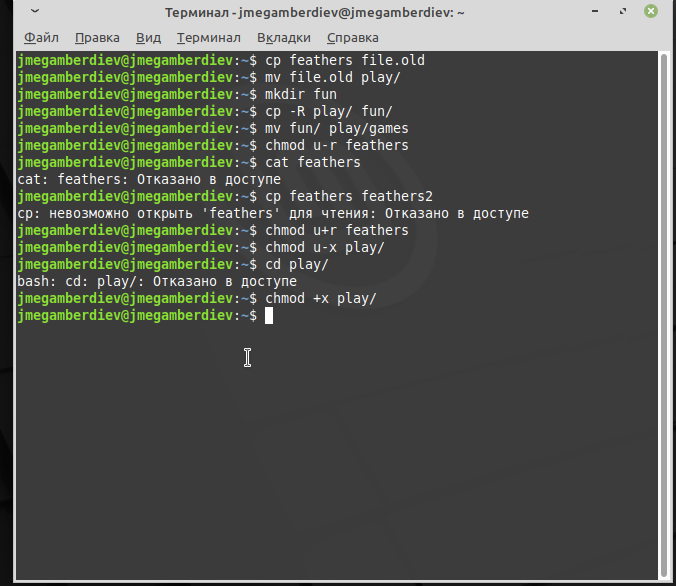 Терминал - jmegamberdiev@jmegamberdiev: ~
Файл Правка Вид Терминал Вкладки Справка
jmegamberdiev@jmegamberdiev:~$ cp feathers file.old
jmegamberdiev@jmegamberdiev:~$ mv file.old play/
jmegamberdiev@jmegamberdiev:~$ mkdir fun
jmegamberdiev@jmegamberdiev:~$ cp -R play/ fun/
jmegamberdiev@jmegamberdiev:~$ mv fun/ play/games
jmegamberdiev@jmegamberdiev:~$ chmod u-r feathers
jmegamberdiev@jmegamberdiev:~$ cat feathers
cat: feathers: Отказано в доступе
jmegamberdiev@jmegamberdiev:~$ cp feathers feathers2
cp: невозможно открыть 'feathers' для чтения: Отказано в доступе
jmegamberdiev@jmegamberdiev:~$ chmod u+r feathers
jmegamberdiev@jmegamberdiev:~$ chmod u-x play/
jmegamberdiev@jmegamberdiev:~$ cd play/
bash: cd: play/: Отказано в доступе
jmegamberdiev@jmegamberdiev:~$ chmod +x play/
jmegamberdiev@jmegamberdiev:~$